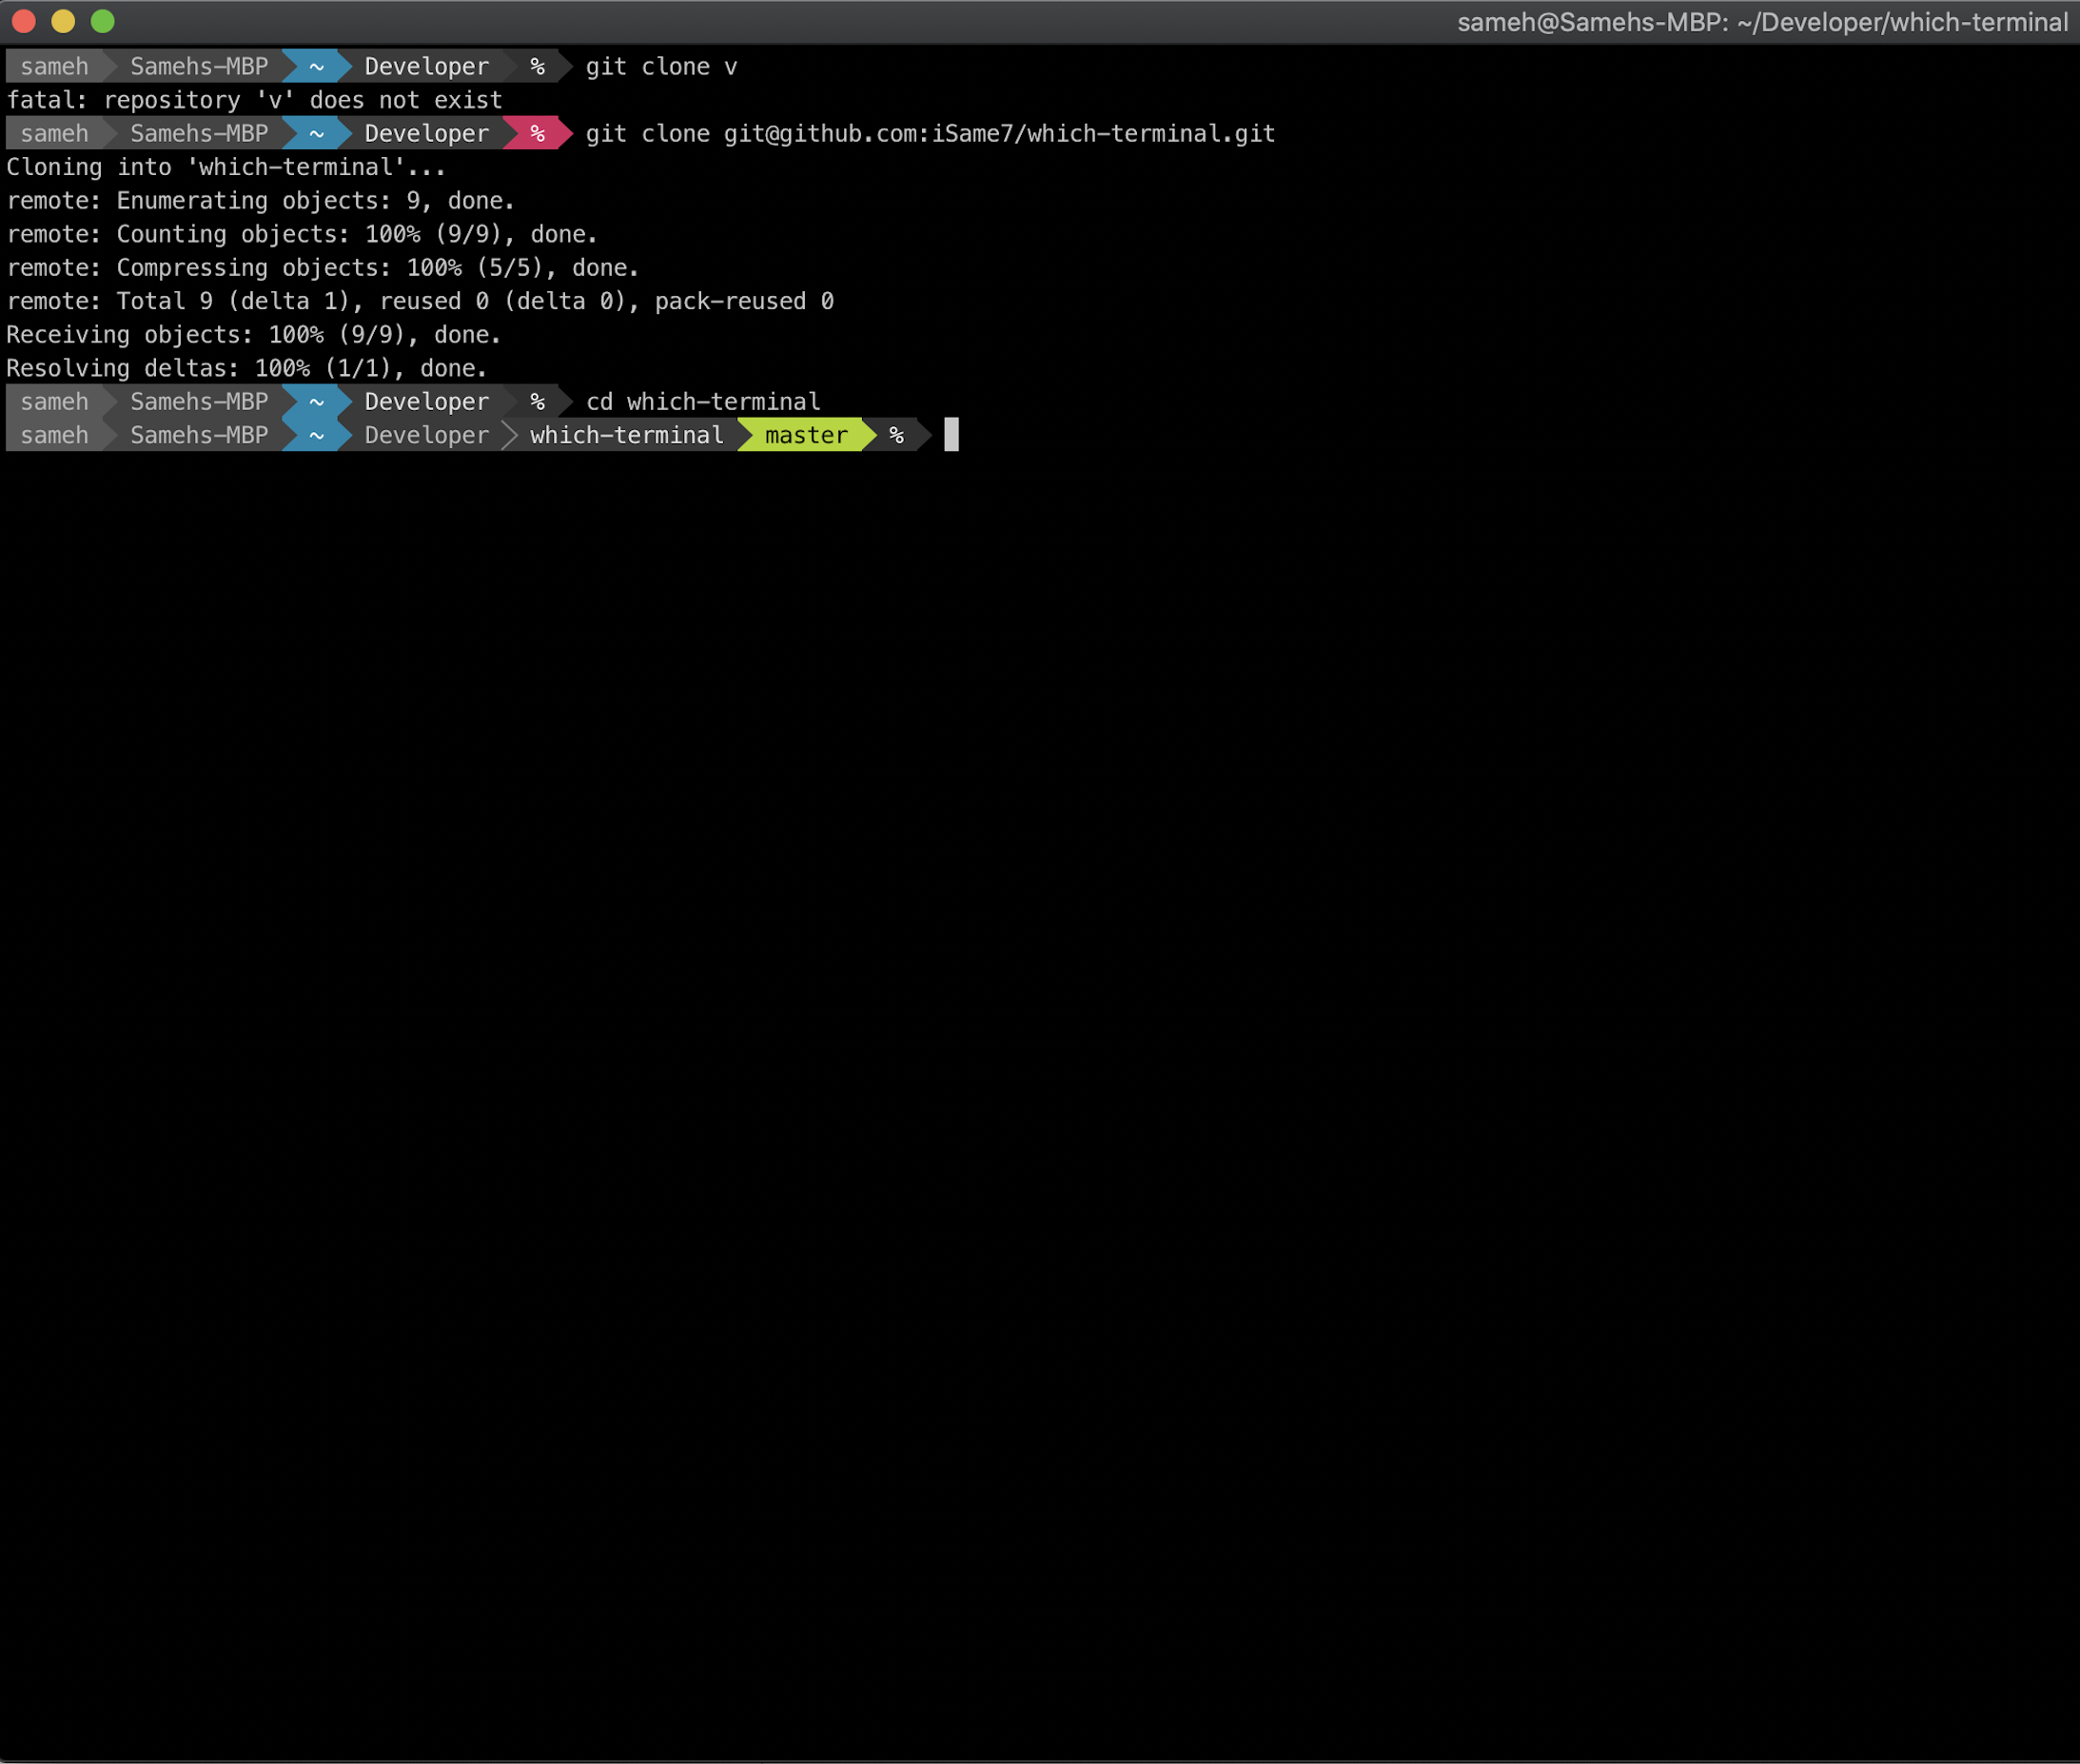 sameh@Samehs-MBP: ~/Developer/which-terminal
sameh Samehs-MBP ~ Developer % git clone v
fatal: repository 'v' does not exist
sameh Samehs-MBP ~ Developer % git clone git@github.com:iSame7/which-terminal.git
Cloning into 'which-terminal'...
remote: Enumerating objects: 9, done.
remote: Counting objects: 100% (9/9), done.
remote: Compressing objects: 100% (5/5), done.
remote: Total 9 (delta 1), reused 0 (delta 0), pack-reused 0
Receiving objects: 100% (9/9), done.
Resolving deltas: 100% (1/1), done.
sameh Samehs-MBP ~ Developer % cd which-terminal
sameh Samehs-MBP ~ Developer which-terminal master %